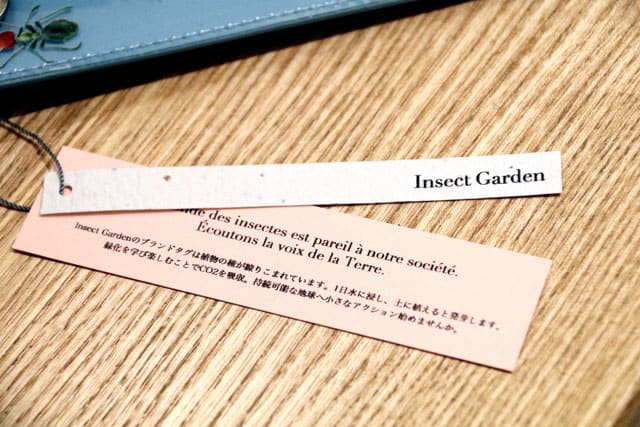 Insect Garden
des insectes est pareil à notre société.
Écoutons la voix de la Terre.
Insect Gardenのブランドタグは植物の種が織りこまれています。1日水に浸し、土に植えると発芽します。
緑化を学び楽しむことでCO2を吸収。持続可能な地球へ小さなアクション始めませんか。